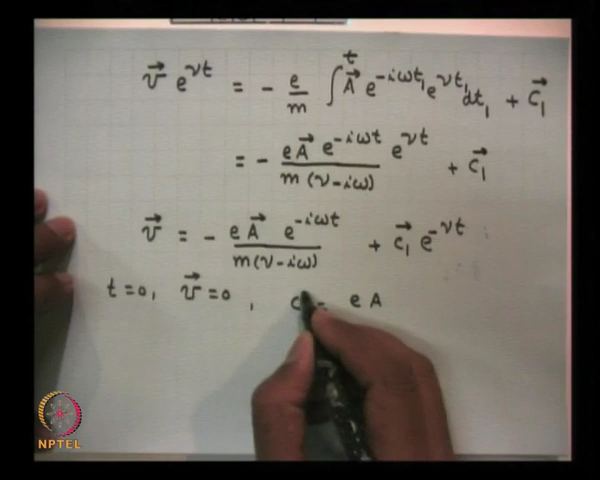 v⃗ e^{νt} = - e/m ∫^t A⃗ e^{-iωt₁} e^{νt₁} dt₁ + C⃗₁
= - eA⃗ e^{-iωt} / m(ν-iω) e^{νt} + C⃗₁
v⃗ = - eA⃗ e^{-iωt} / m(ν-iω) + C⃗₁ e^{-νt}
t=0, v⃗=0, C = eA
NPTEL